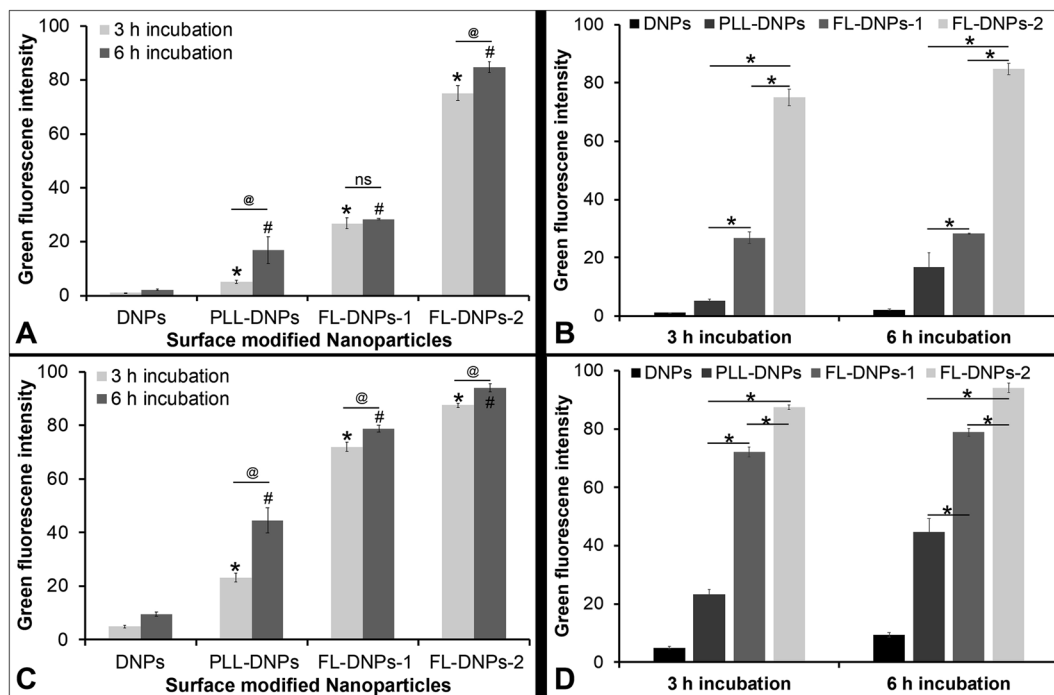 100
3 h incubation
6 h incubation
80
60
40
20
0
Green fluorescene intensity
@
*
#
@
*
#
ns
*
#
@
*
#
DNPs
PLL-DNPs
FL-DNPs-1
FL-DNPs-2
A
Surface modified Nanoparticles
100
DNPs
PLL-DNPs
FL-DNPs-1
FL-DNPs-2
80
60
40
20
0
Green fluorescene intensity
*
*
*
*
*
*
B
3 h incubation
6 h incubation
100
3 h incubation
6 h incubation
80
60
40
20
0
Green fluorescene intensity
@
*
#
@
*
#
@
*
#
DNPs
PLL-DNPs
FL-DNPs-1
FL-DNPs-2
C
Surface modified Nanoparticles
100
DNPs
PLL-DNPs
FL-DNPs-1
FL-DNPs-2
80
60
40
20
0
Green fluorescene intensity
*
*
*
*
*
*
D
3 h incubation
6 h incubation